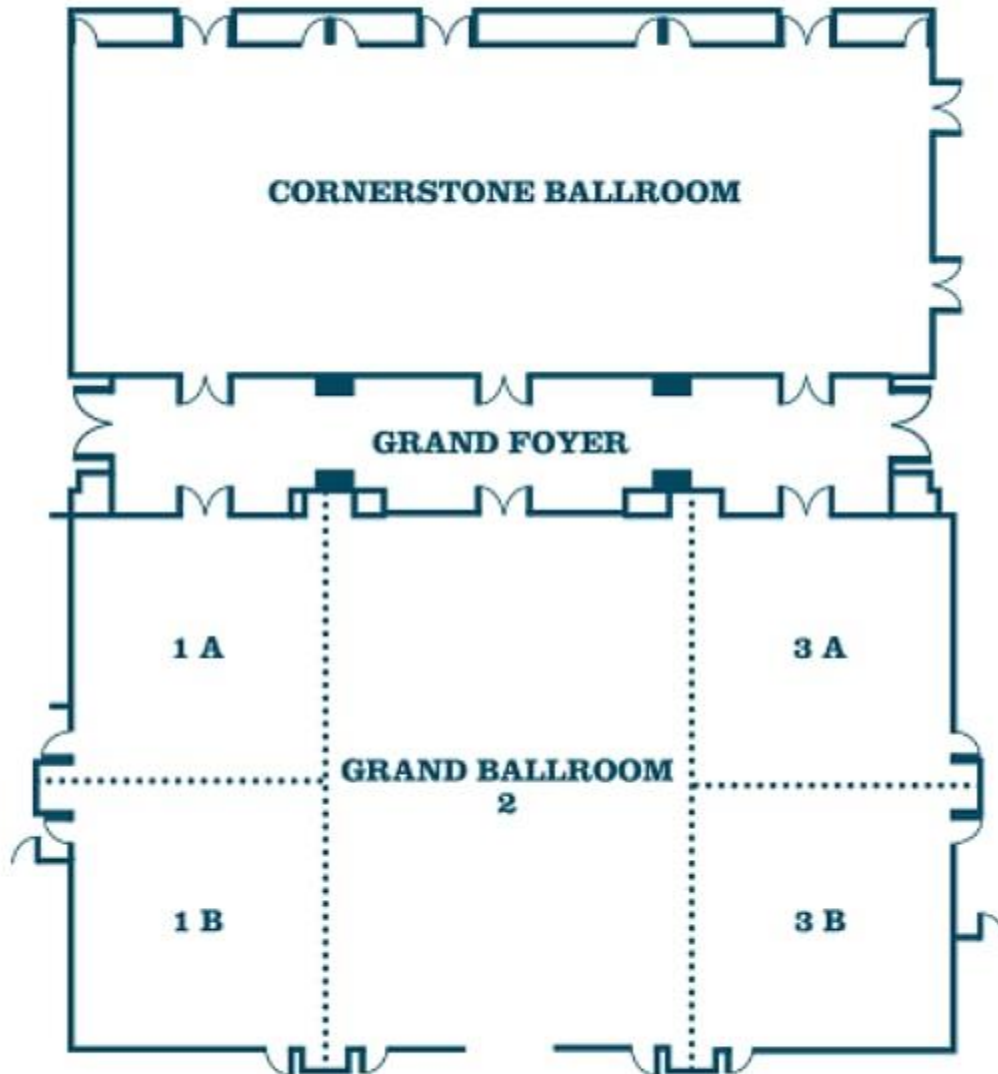 CORNERSTONE BALLROOM
GRAND FOYER
1 A
3 A
GRAND BALLROOM
2
1 B
3 B